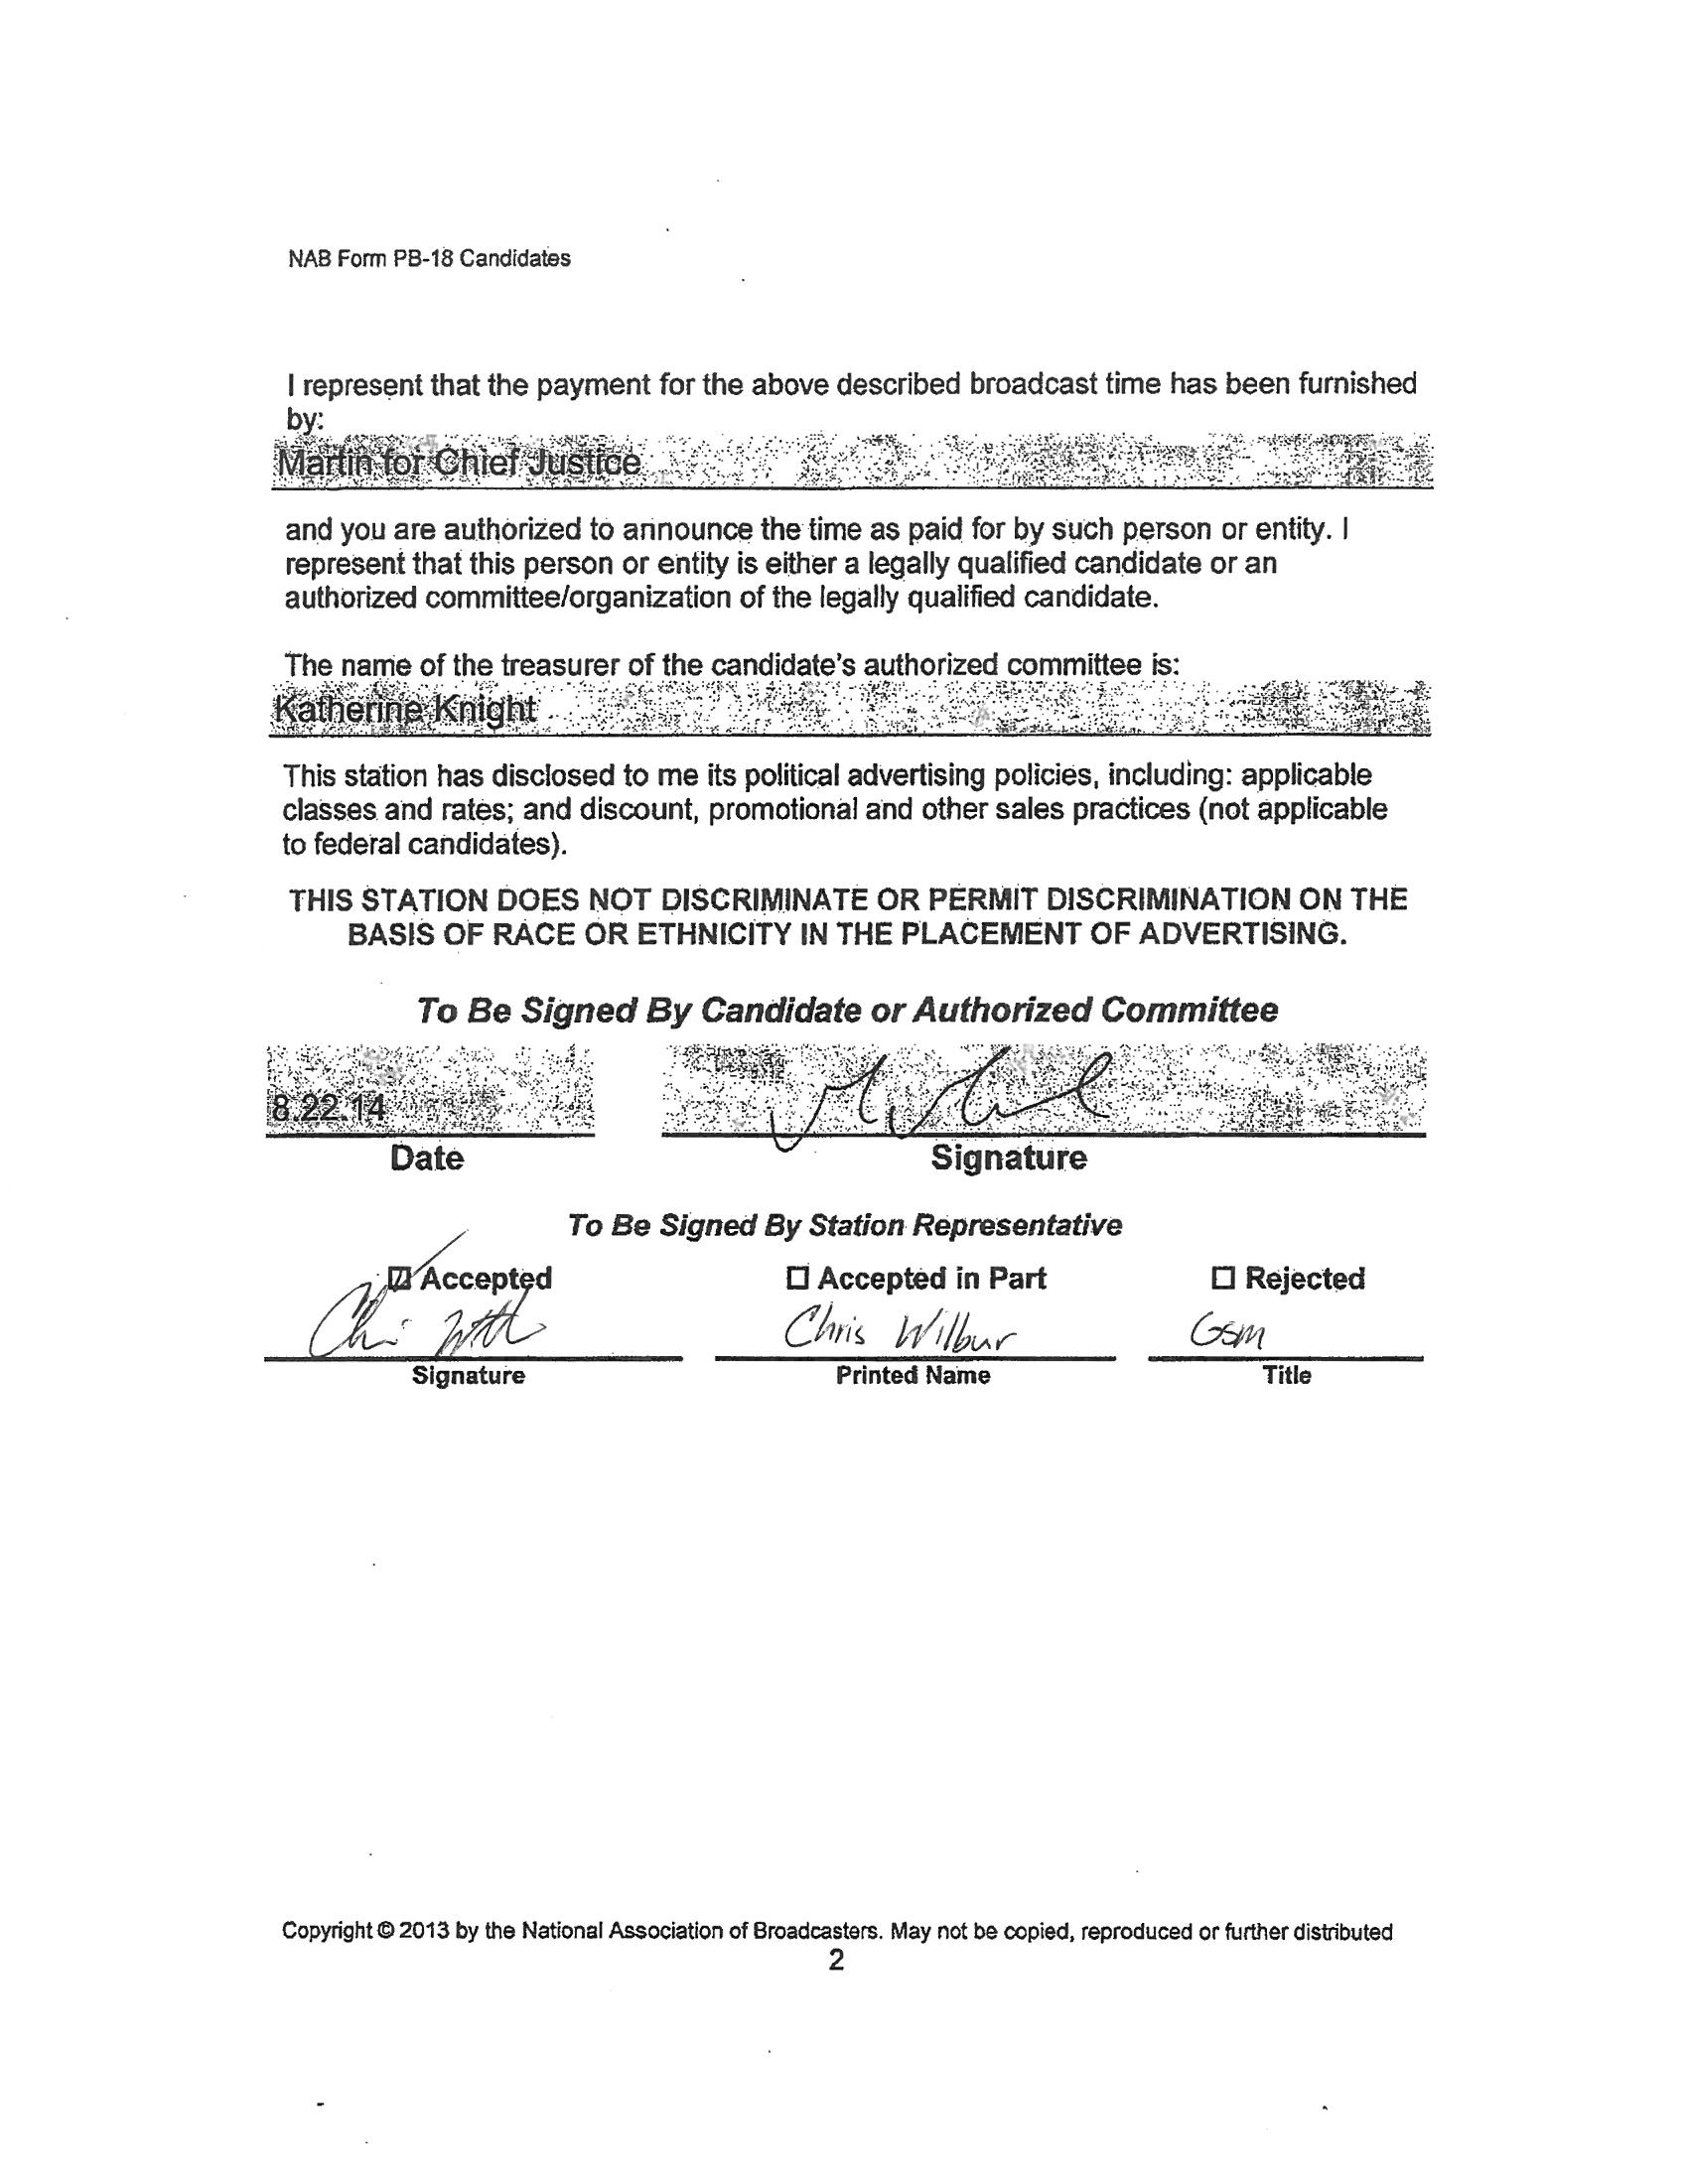 NAB Form PB-18 Candidates
I represent that the payment for the above described broadcast time has been furnished
by:
Martin for Chief Justice
and you are authorized to announce the time as paid for by such person or entity. I
represent that this person or entity is either a legally qualified candidate or an
authorized committee/organization of the legally qualified candidate.
The name of the treasurer of the candidate's authorized committee is:
Katherine Knight
This station has disclosed to me its political advertising policies, including: applicable
classes and rates; and discount, promotional and other sales practices (not applicable
to federal candidates).
THIS STATION DOES NOT DISCRIMINATE OR PERMIT DISCRIMINATION ON THE
BASIS OF RACE OR ETHNICITY IN THE PLACEMENT OF ADVERTISING.
To Be Signed By Candidate or Authorized Committee
8.22.14
Date Signature
To Be Signed By Station Representative
☑ Accepted ☐ Accepted in Part ☐ Rejected
Chris Wilbur GSM
Signature Printed Name Title
Copyright © 2013 by the National Association of Broadcasters. May not be copied, reproduced or further distributed
2